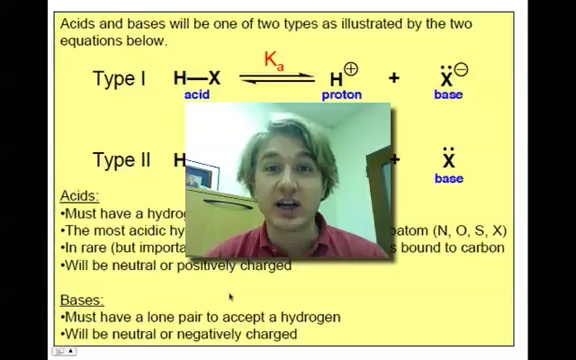 Acids and bases will be one of two types as illustrated by the two
equations below.
Ka
Type I H—X H⊕ + X⊖
acid proton base
Type II H + X
base
Acids:
•Must have a hydrog
•The most acidic hy atom (N, O, S, X)
•In rare (but importa s bound to carbon
•Will be neutral or positively charged
Bases:
•Must have a lone pair to accept a hydrogen
•Will be neutral or negatively charged